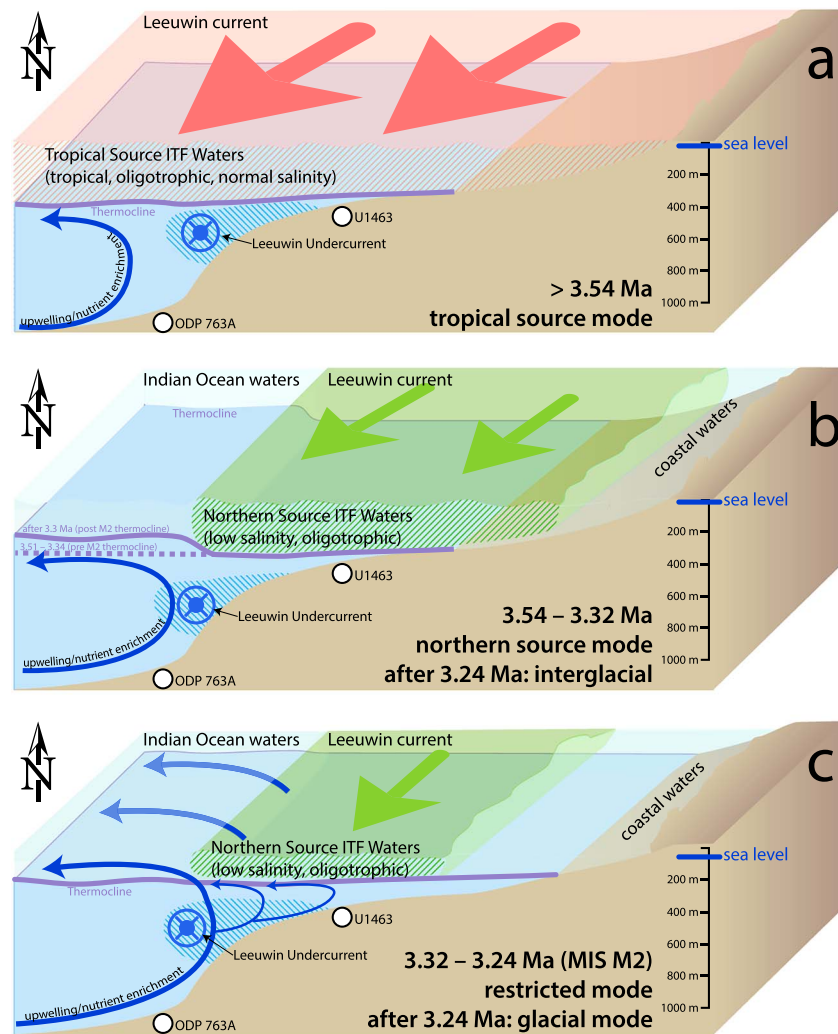 N
Leeuwin current
a
Tropical Source ITF Waters
(tropical, oligotrophic, normal salinity)
Thermocline
upwelling/nutrient enrichment
Leeuwin Undercurrent
U1463
ODP 763A
sea level
200 m
400 m
600 m
800 m
1000 m
> 3.54 Ma
tropical source mode
N
Indian Ocean waters
Leeuwin current
b
Thermocline
coastal waters
Northern Source ITF Waters
(low salinity, oligotrophic)
after 3.3 Ma (post M2 thermocline)
3.51 – 3.34 (pre M2 thermocline)
upwelling/nutrient enrichment
Leeuwin Undercurrent
U1463
ODP 763A
sea level
200 m
400 m
600 m
800 m
1000 m
3.54 – 3.32 Ma
northern source mode
after 3.24 Ma: interglacial
N
Indian Ocean waters
Leeuwin current
c
coastal waters
Northern Source ITF Waters
(low salinity, oligotrophic)
Thermocline
upwelling/nutrient enrichment
Leeuwin Undercurrent
U1463
ODP 763A
sea level
200 m
400 m
600 m
800 m
1000 m
3.32 – 3.24 Ma (MIS M2)
restricted mode
after 3.24 Ma: glacial mode